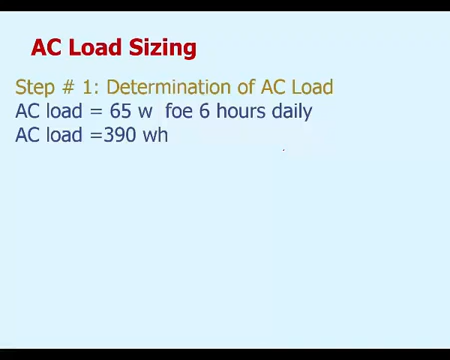 AC Load Sizing
Step # 1: Determination of AC Load
AC load = 65 w foe 6 hours daily
AC load =390 wh